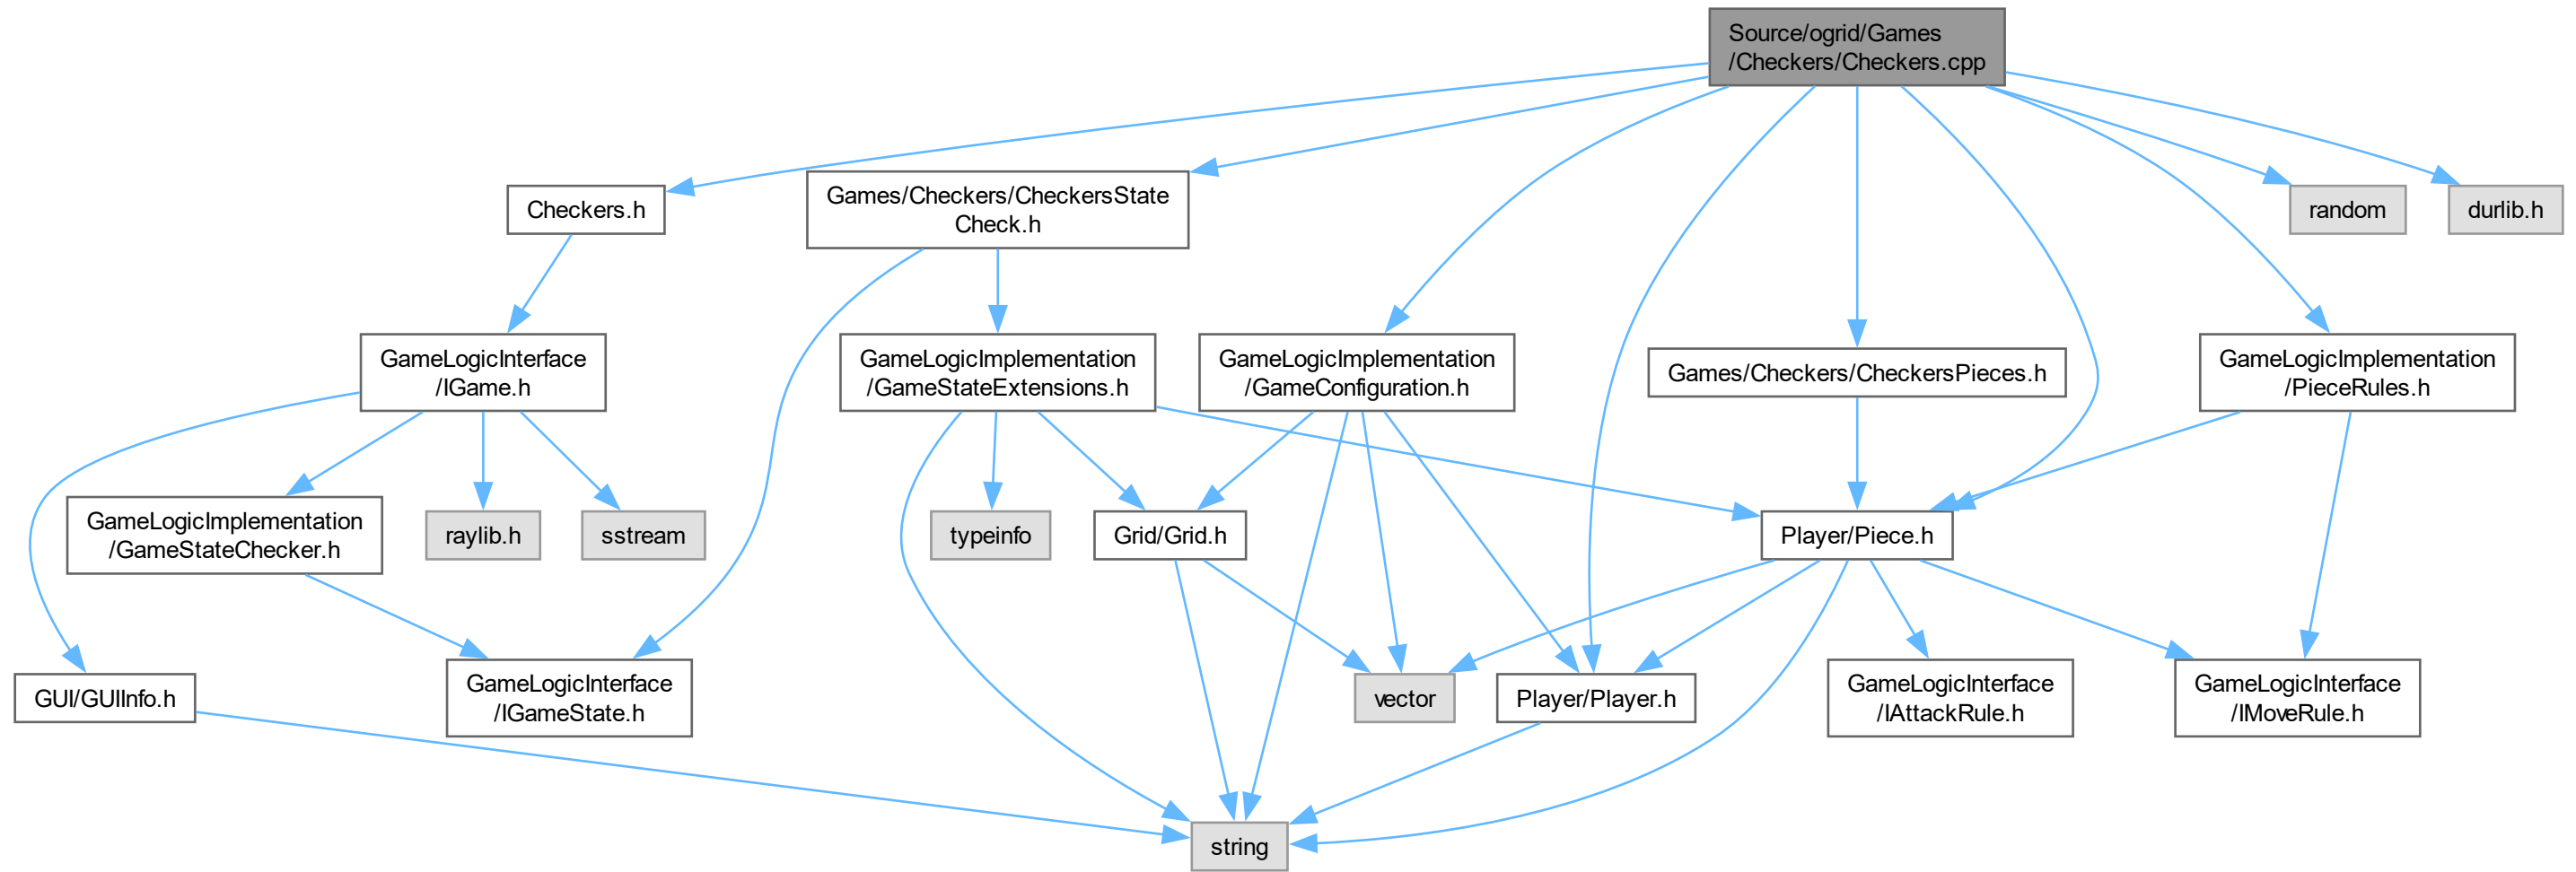 Source/ogrid/Games
/Checkers/Checkers.cpp
Checkers.h
Games/Checkers/CheckersState
Check.h
random
durlib.h
GameLogicInterface
/IGame.h
GameLogicImplementation
/GameStateExtensions.h
GameLogicImplementation
/GameConfiguration.h
Games/Checkers/CheckersPieces.h
GameLogicImplementation
/PieceRules.h
GameLogicImplementation
/GameStateChecker.h
raylib.h
sstream
typeinfo
Grid/Grid.h
Player/Piece.h
GUI/GUIInfo.h
GameLogicInterface
/IGameState.h
vector
Player/Player.h
GameLogicInterface
/IAttackRule.h
GameLogicInterface
/IMoveRule.h
string